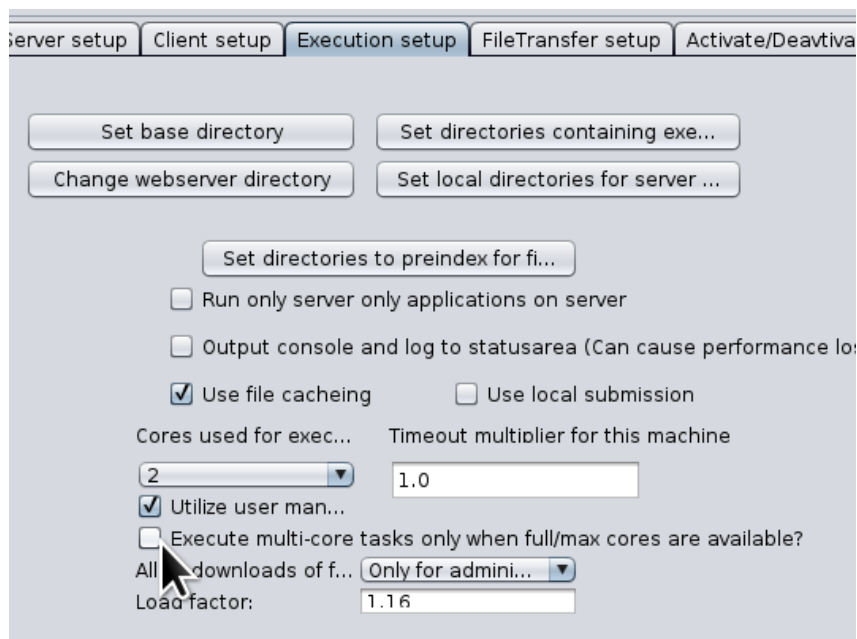 Server setup Client setup Execution setup FileTransfer setup Activate/Deavtiva
Set base directory Set directories containing exe...
Change webserver directory Set local directories for server ...
Set directories to preindex for fi...
Run only server only applications on server
Output console and log to statusarea (Can cause performance los
Use file cacheing Use local submission
Cores used for exec... Timeout multiplier for this machine
2 1.0
Utilize user man...
Execute multi-core tasks only when full/max cores are available?
downloads of f... Only for admini...
Load factor: 1.16